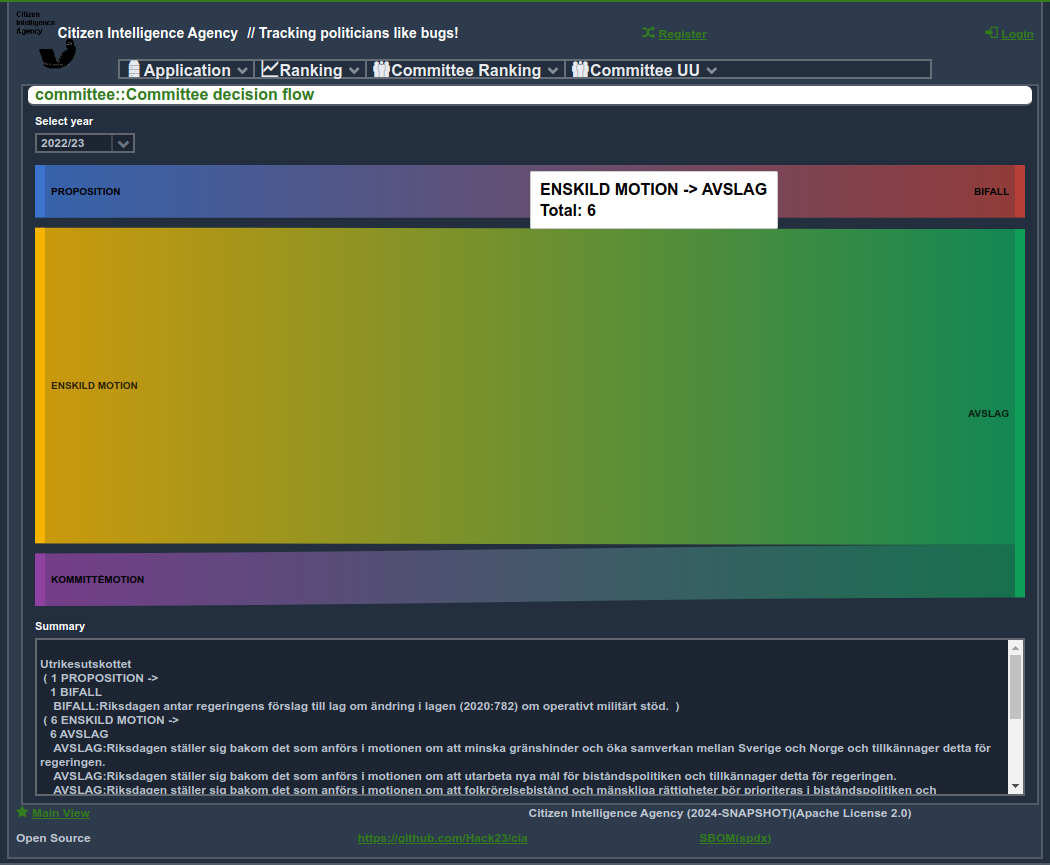 Citizen
Intelligence
Agency
Citizen Intelligence Agency // Tracking politicians like bugs!
Register
Login
Application
Ranking
Committee Ranking
Committee UU
committee::Committee decision flow
Select year
2022/23
PROPOSITION
BIFALL
ENSKILD MOTION -> AVSLAG
Total: 6
ENSKILD MOTION
AVSLAG
KOMMITTÉMOTION
Summary
Utrikesutskottet
( 1 PROPOSITION ->
1 BIFALL
BIFALL:Riksdagen antar regeringens förslag till lag om ändring i lagen (2020:782) om operativt militärt stöd. )
( 6 ENSKILD MOTION ->
6 AVSLAG
AVSLAG:Riksdagen ställer sig bakom det som anförs i motionen om att minska gränshinder och öka samverkan mellan Sverige och Norge och tillkännager detta för
regeringen.
AVSLAG:Riksdagen ställer sig bakom det som anförs i motionen om att utarbeta nya mål för biståndspolitiken och tillkännager detta för regeringen.
AVSLAG:Riksdagen ställer sig bakom det som anförs i motionen om att folkrörelsebistånd och mänskliga rättigheter bör prioriteras i biståndspolitiken och
Main View
Citizen Intelligence Agency (2024-SNAPSHOT)(Apache License 2.0)
Open Source
https://github.com/Hack23/cia
SBOM(spdx)